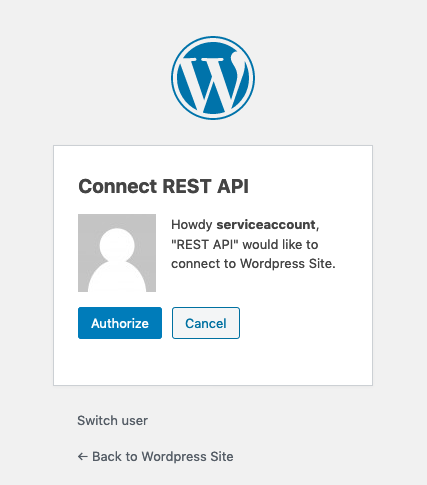 Connect REST API
Howdy serviceaccount,
"REST API" would like to
connect to Wordpress Site.
Authorize
Cancel
Switch user
← Back to Wordpress Site